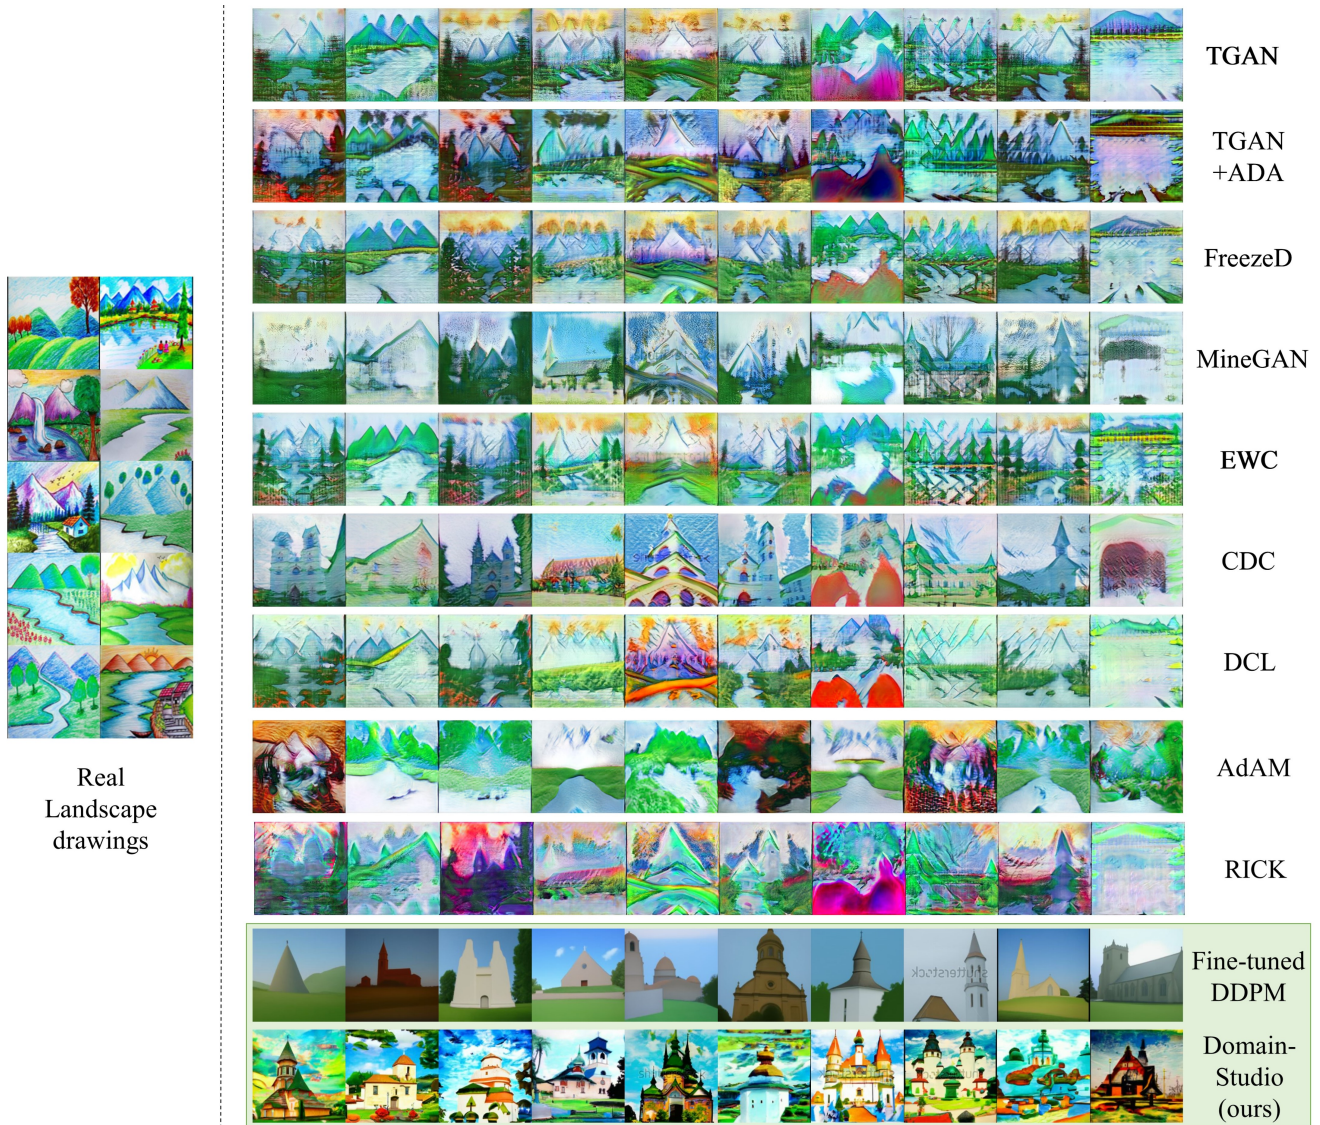 TGAN
TGAN
+ADA
FreezeD
MineGAN
EWC
CDC
DCL
AdAM
RICK
Fine-tuned
DDPM
Domain-
Studio
(ours)
Real
Landscape
drawings
shutterstock